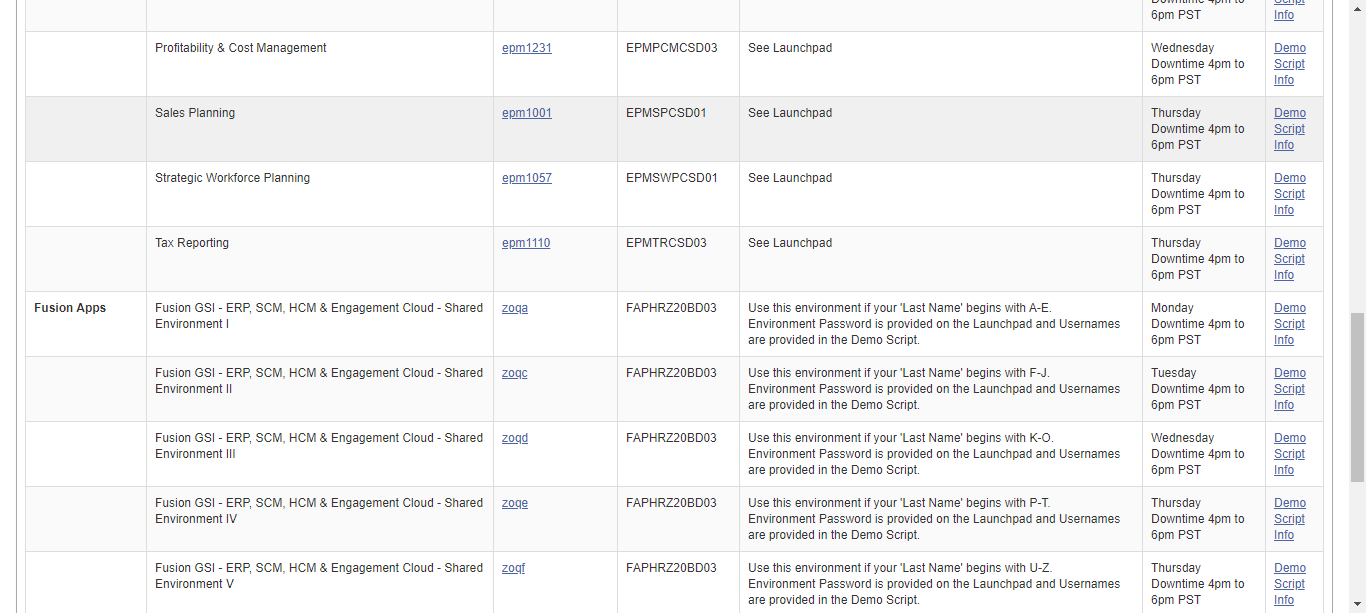 Downtime 4pm to
Script
6pm PST
Info
Profitability & Cost Management
epm1231
EPMPCMCSD03
See Launchpad
Wednesday
Downtime 4pm to
6pm PST
Demo
Script
Info
Sales Planning
epm1001
EPMSPCSD01
See Launchpad
Thursday
Downtime 4pm to
6pm PST
Demo
Script
Info
Strategic Workforce Planning
epm1057
EPMSWPCSD01
See Launchpad
Thursday
Downtime 4pm to
6pm PST
Demo
Script
Info
Tax Reporting
epm1110
EPMTRCSD03
See Launchpad
Thursday
Downtime 4pm to
6pm PST
Demo
Script
Info
Fusion Apps
Fusion GSI - ERP, SCM, HCM & Engagement Cloud - Shared
Environment I
zoqa
FAPHRZ20BD03
Use this environment if your 'Last Name' begins with A-E.
Environment Password is provided on the Launchpad and Usernames
are provided in the Demo Script.
Monday
Downtime 4pm to
6pm PST
Demo
Script
Info
Fusion GSI - ERP, SCM, HCM & Engagement Cloud - Shared
Environment II
zoqc
FAPHRZ20BD03
Use this environment if your 'Last Name' begins with F-J.
Environment Password is provided on the Launchpad and Usernames
are provided in the Demo Script.
Tuesday
Downtime 4pm to
6pm PST
Demo
Script
Info
Fusion GSI - ERP, SCM, HCM & Engagement Cloud - Shared
Environment III
zoqd
FAPHRZ20BD03
Use this environment if your 'Last Name' begins with K-O.
Environment Password is provided on the Launchpad and Usernames
are provided in the Demo Script.
Wednesday
Downtime 4pm to
6pm PST
Demo
Script
Info
Fusion GSI - ERP, SCM, HCM & Engagement Cloud - Shared
Environment IV
zoqe
FAPHRZ20BD03
Use this environment if your 'Last Name' begins with P-T.
Environment Password is provided on the Launchpad and Usernames
are provided in the Demo Script.
Thursday
Downtime 4pm to
6pm PST
Demo
Script
Info
Fusion GSI - ERP, SCM, HCM & Engagement Cloud - Shared
Environment V
zoqf
FAPHRZ20BD03
Use this environment if your 'Last Name' begins with U-Z.
Environment Password is provided on the Launchpad and Usernames
are provided in the Demo Script.
Thursday
Downtime 4pm to
6pm PST
Demo
Script
Info